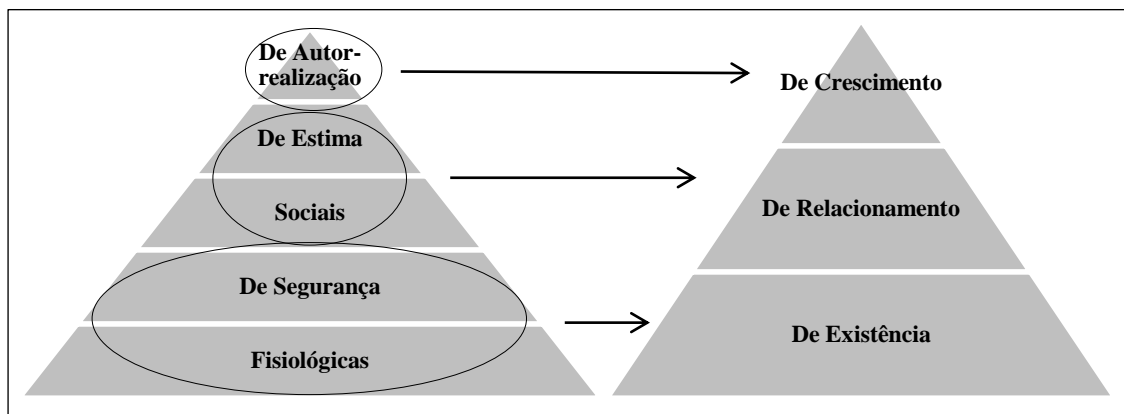 De Autor-
realização
De Crescimento
De Estima
De Relacionamento
Sociais
De Segurança
De Existência
Fisiológicas